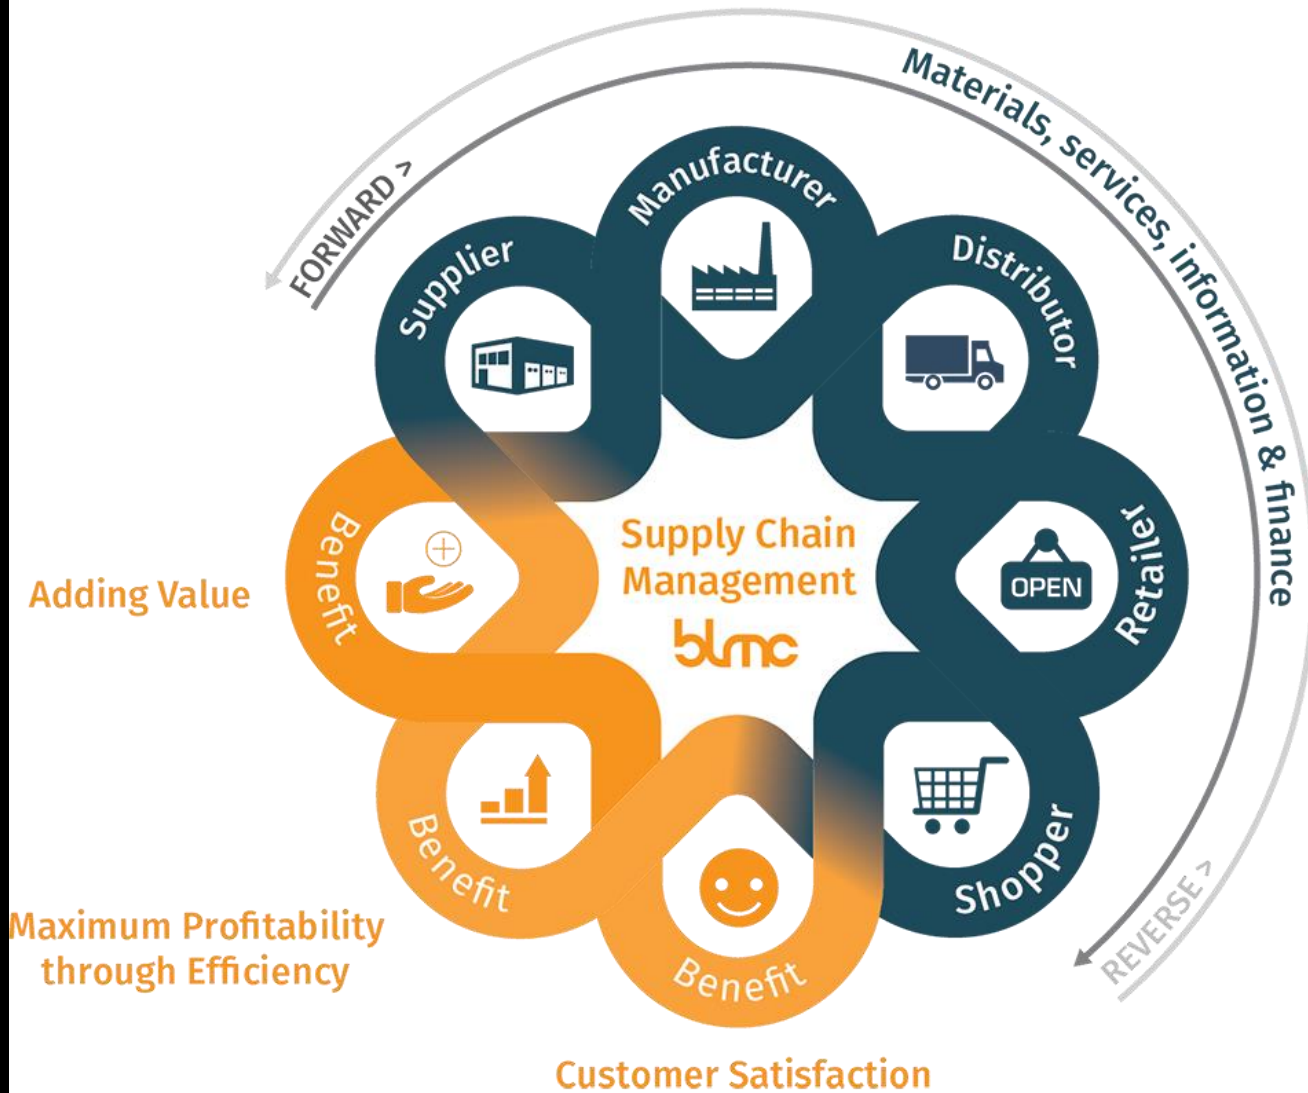 Materials, services, information & finance
FORWARD >
Manufacturer
Supplier
Distributor
Retailer
OPEN
Shopper
REVERSE >
Supply Chain
Management
blmc
Benefit
Adding Value
Benefit
Maximum Profitability
through Efficiency
Benefit
Customer Satisfaction